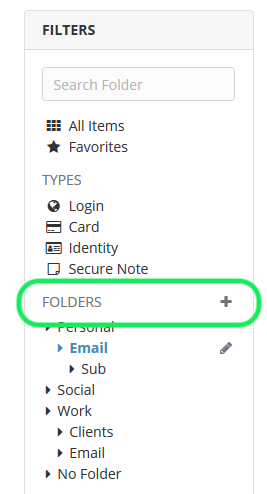 FILTERS
Search Folder
All Items
Favorites
TYPES
Login
Card
Identity
Secure Note
FOLDERS
Personal
Email
Sub
Social
Work
Clients
Email
No Folder